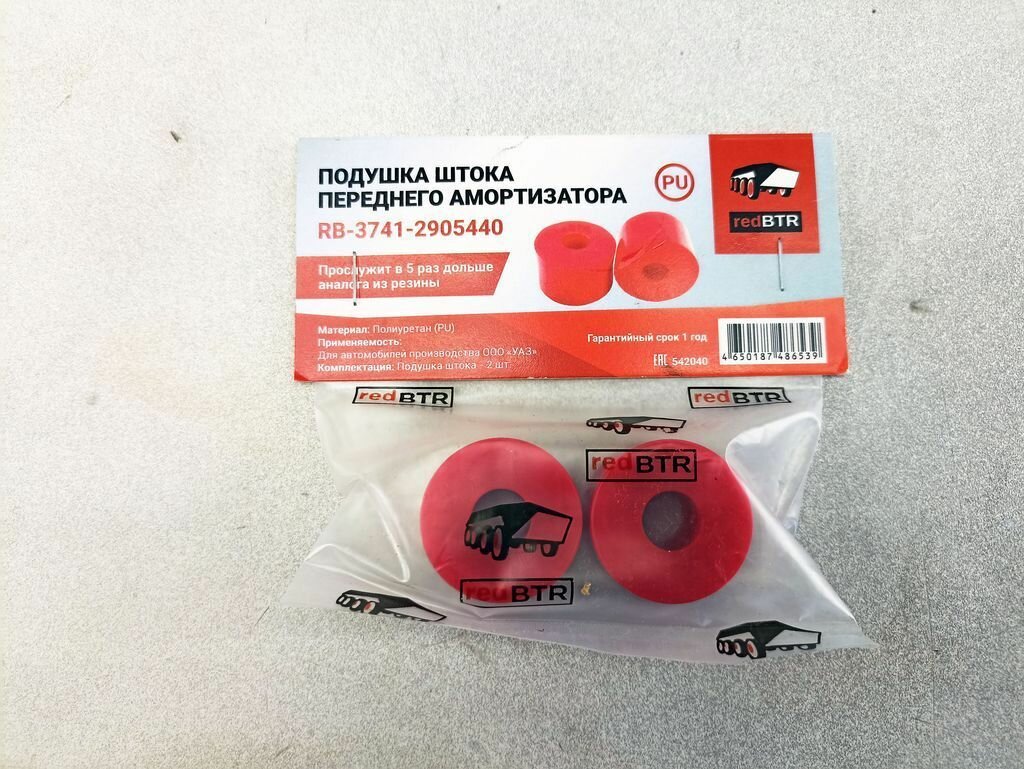 ПОДУШКА ШТОКА
ПЕРЕДНЕГО АМОРТИЗАТОРА
RB-3741-2905440
PU
redBTR
Прослужит в 5 раз дольше
аналога из резины
Материал: Полиуретан (PU)
Применяемость:
Для автомобилей производства ООО «УАЗ»
Комплектация: Подушка штока - 2 шт.
Гарантийный срок 1 год
EAC 542040
4 650187 486539
redBTR
redBTR
redBTR
redBTR